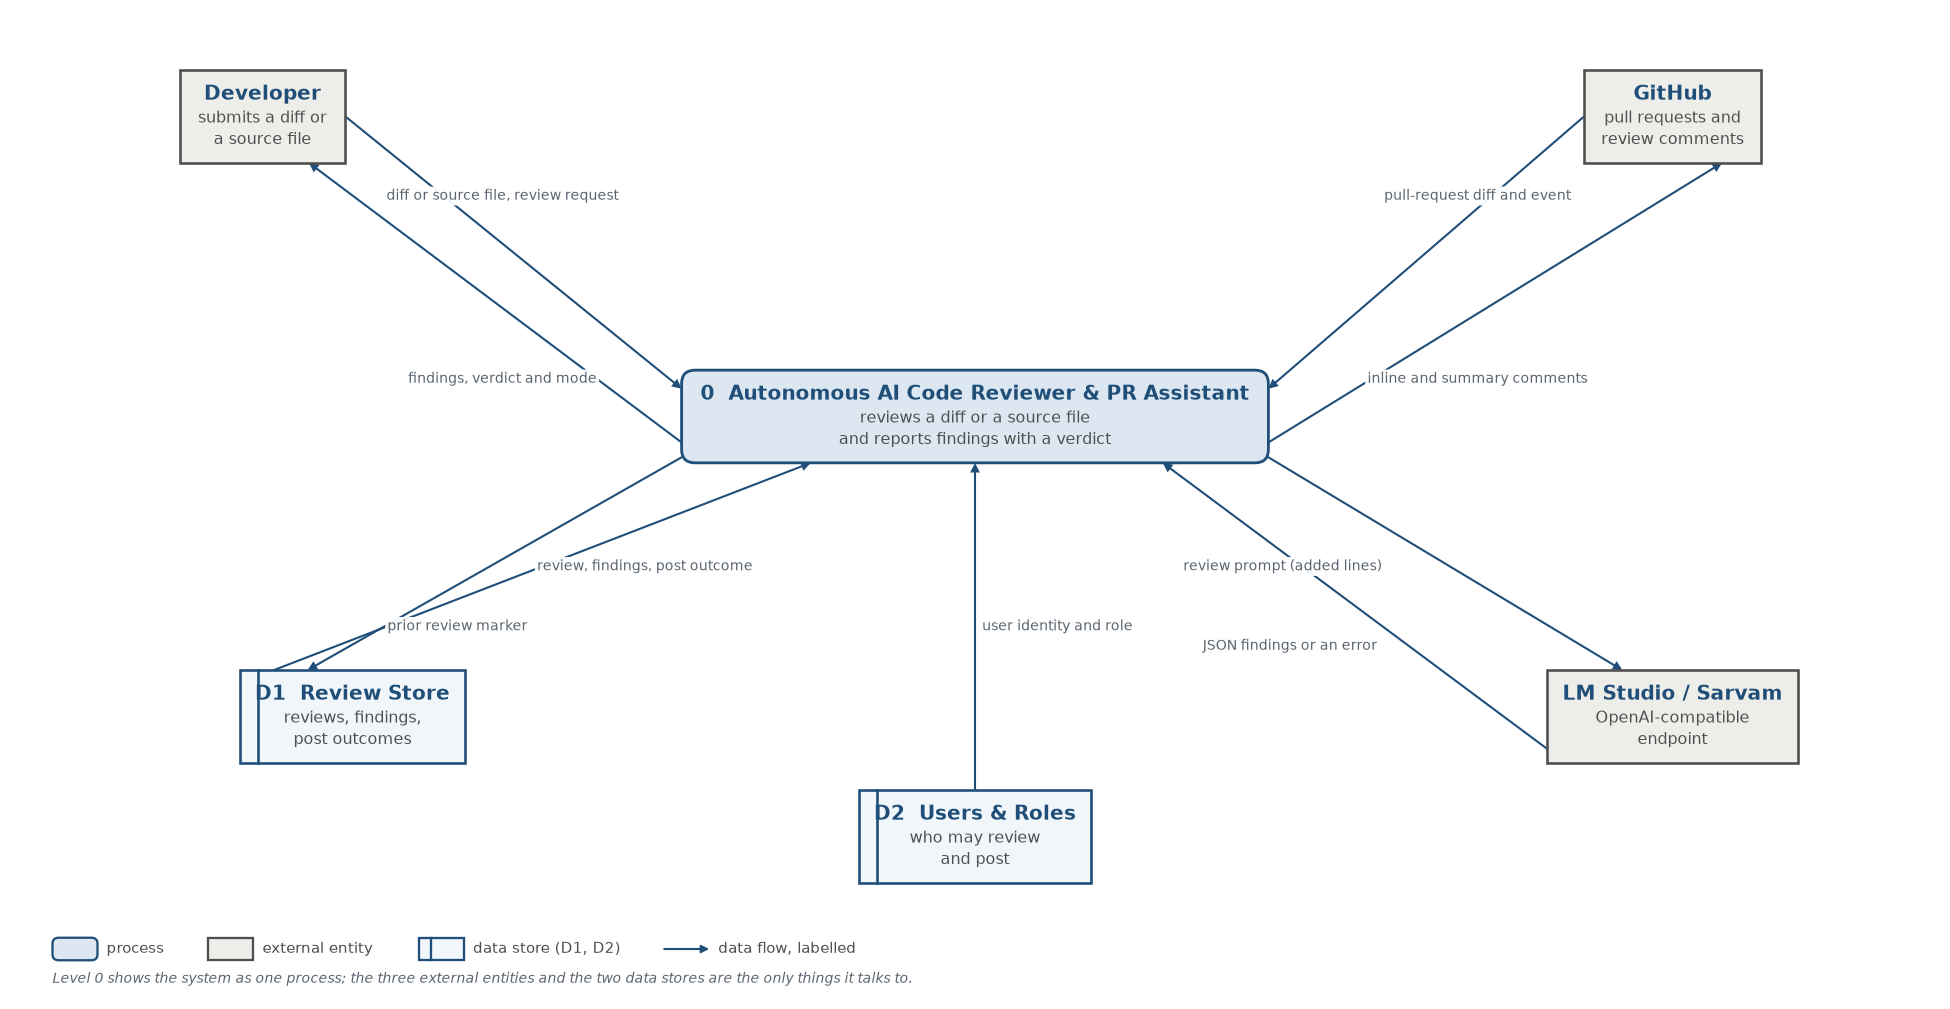 Developer
submits a diff or
a source file
GitHub
pull requests and
review comments
diff or source file, review request
pull-request diff and event
findings, verdict and mode
inline and summary comments
0  Autonomous AI Code Reviewer & PR Assistant
reviews a diff or a source file
and reports findings with a verdict
review, findings, post outcome
review prompt (added lines)
prior review marker
user identity and role
JSON findings or an error
D1  Review Store
reviews, findings,
post outcomes
LM Studio / Sarvam
OpenAI-compatible
endpoint
D2  Users & Roles
who may review
and post
process
external entity
data store (D1, D2)
data flow, labelled
Level 0 shows the system as one process; the three external entities and the two data stores are the only things it talks to.